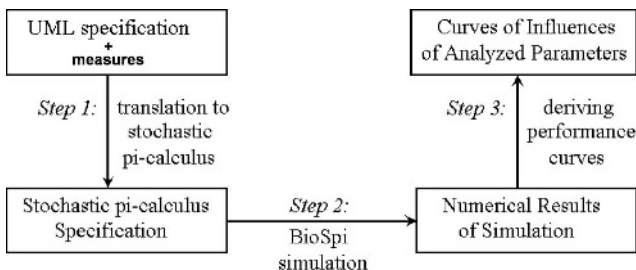 UML specification
+
measures
Curves of Influences
of Analyzed Parameters
Step 1:
translation to
stochastic
pi-calculus
Step 3:
deriving
performance
curves
Stochastic pi-calculus
Specification
Step 2:
BioSpi
simulation
Numerical Results
of Simulation